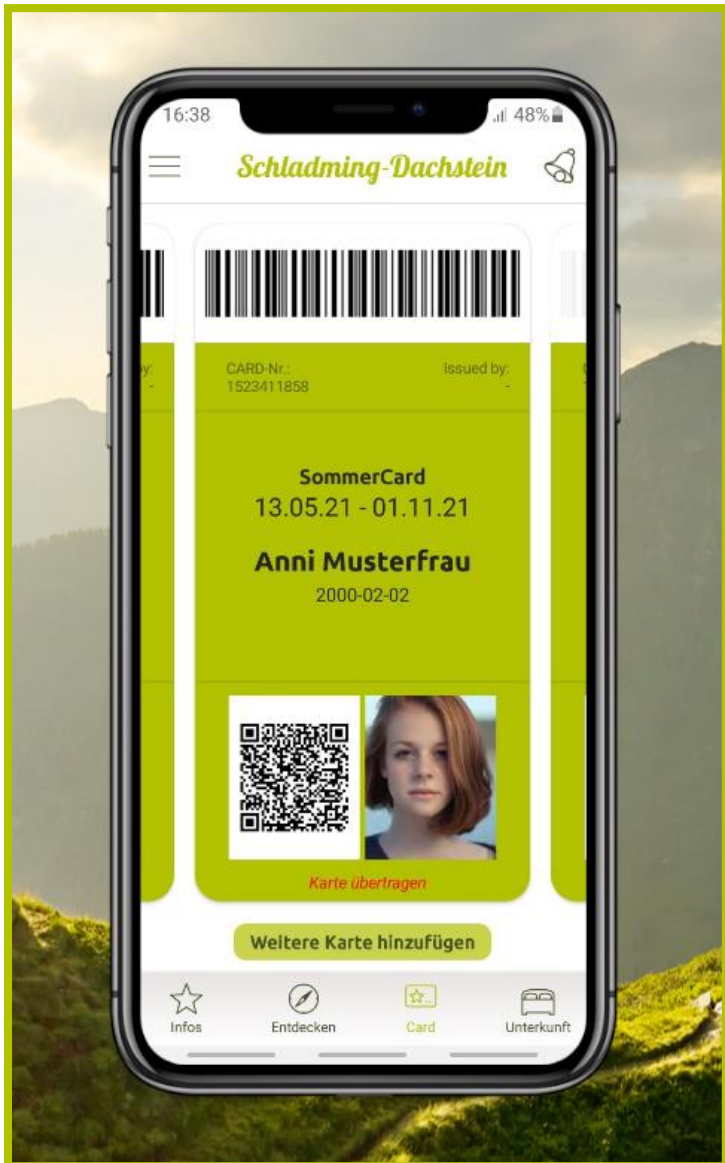 16:38
48%
Schladming-Dachstein
y:
-
CARD-Nr.:
Issued by:
1523411858
-
SommerCard
13.05.21 - 01.11.21
Anni Musterfrau
2000-02-02
Karte übertragen
Weitere Karte hinzufügen
Infos
Entdecken
Card
Unterkunft